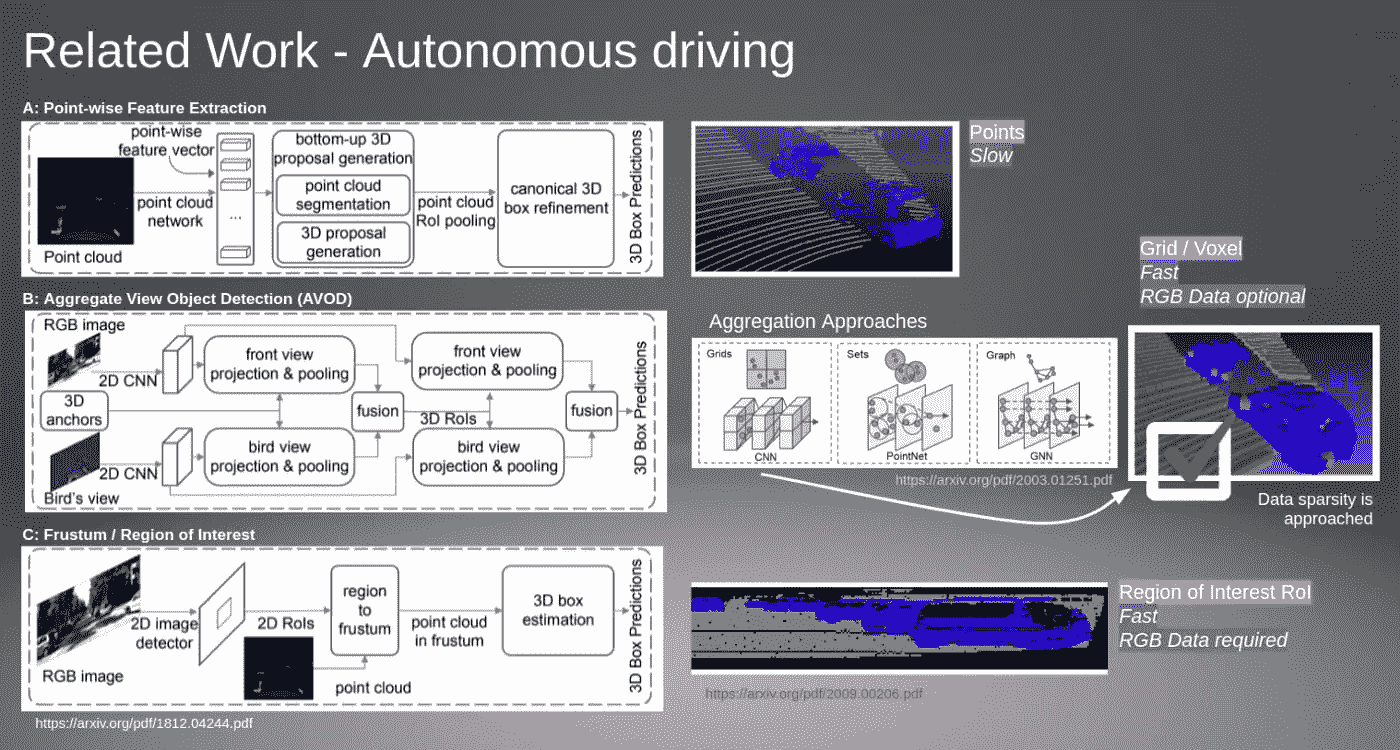 Related Work - Autonomous driving
A: Point-wise Feature Extraction
point-wise
feature vector
point cloud
network
Point cloud
...
bottom-up 3D
proposal generation
point cloud
segmentation
3D proposal
generation
point cloud
RoI pooling
canonical 3D
box refinement
3D Box Predictions
Points
Slow
B: Aggregate View Object Detection (AVOD)
RGB image
2D CNN
3D
anchors
2D CNN
Bird's view
front view
projection & pooling
bird view
projection & pooling
fusion
3D RoIs
front view
projection & pooling
bird view
projection & pooling
fusion
3D Box Predictions
Aggregation Approaches
Grids
CNN
Sets
PointNet
Graph
GNN
https://arxiv.org/pdf/2003.01251.pdf
Grid / Voxel
Fast
RGB Data optional
Data sparsity is
approached
C: Frustum / Region of Interest
RGB image
2D image
detector
2D RoIs
point cloud
region
to
frustum
point cloud
in frustum
3D box
estimation
3D Box Predictions
https://arxiv.org/pdf/1812.04244.pdf
Region of Interest RoI
Fast
RGB Data required
https://arxiv.org/pdf/2009.00206.pdf